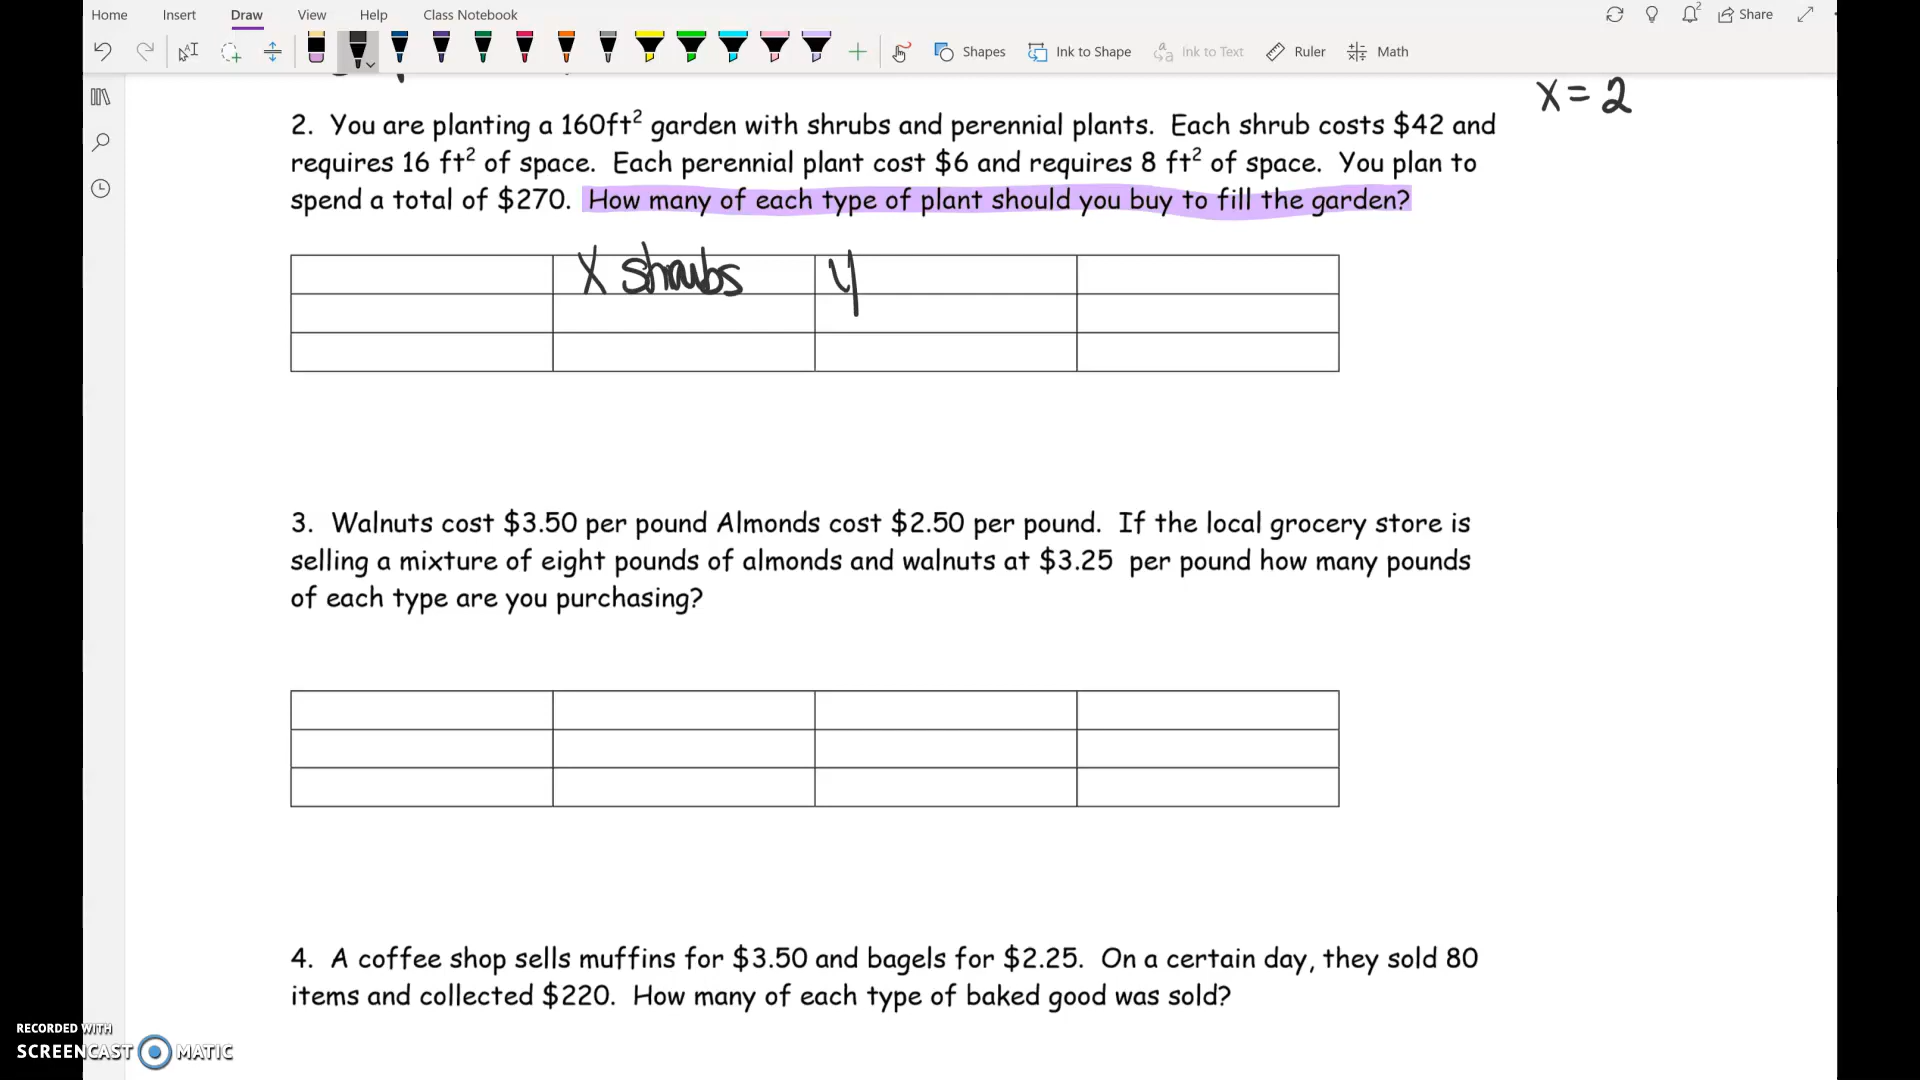 Home Insert Draw View Help Class Notebook
2 Share
Shapes Ink to Shape Ink to Text Ruler Math
x = 2
2. You are planting a 160ft² garden with shrubs and perennial plants. Each shrub costs $42 and
requires 16 ft² of space. Each perennial plant cost $6 and requires 8 ft² of space. You plan to
spend a total of $270. How many of each type of plant should you buy to fill the garden?
X shrubs y
3. Walnuts cost $3.50 per pound Almonds cost $2.50 per pound. If the local grocery store is
selling a mixture of eight pounds of almonds and walnuts at $3.25 per pound how many pounds
of each type are you purchasing?
4. A coffee shop sells muffins for $3.50 and bagels for $2.25. On a certain day, they sold 80
items and collected $220. How many of each type of baked good was sold?
RECORDED WITH
SCREENCAST MATIC